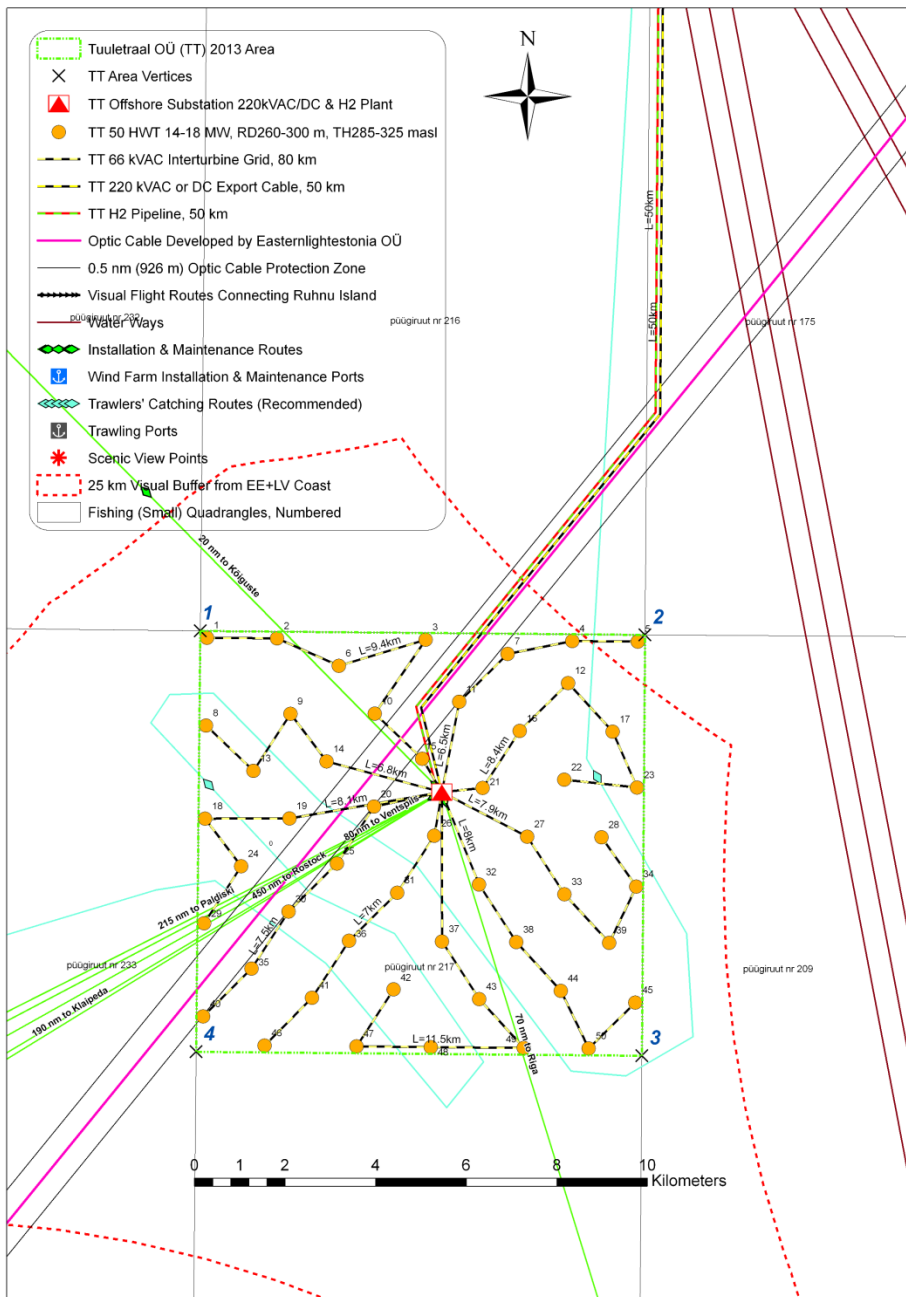 N
Tuuletraal OÜ (TT) 2013 Area
TT Area Vertices
TT Offshore Substation 220kVAC/DC & H2 Plant
TT 50 HWT 14-18 MW, RD260-300 m, TH285-325 masl
TT 66 kVAC Interturbine Grid, 80 km
TT 220 kVAC or DC Export Cable, 50 km
TT H2 Pipeline, 50 km
Optic Cable Developed by Easternlightestonia OÜ
0.5 nm (926 m) Optic Cable Protection Zone
Visual Flight Routes Connecting Ruhnu Island
Water Ways
Installation & Maintenance Routes
Wind Farm Installation & Maintenance Ports
Trawlers' Catching Routes (Recommended)
Trawling Ports
Scenic View Points
25 km Visual Buffer from EE+LV Coast
Fishing (Small) Quadrangles, Numbered
püügiruut nr 232
püügiruut nr 216
püügiruut nr 175
L=50km
L=50km
20 nm to Kõiguste
1
2
1
2
3
4
5
6
L=9.4km
7
8
9
10
11
12
13
14
15
16
17
L=6.5km
L=8.4km
L=6.8km
18
19
20
21
22
23
L=8.1km
80 nm to Ventspils
L=7.9km
24
25
26
27
28
0
L=8km
450 nm to Rostock
215 nm to Paldiski
29
30
31
32
33
34
L=7.5km
L=7km
35
36
37
38
39
püügiruut nr 233
püügiruut nr 217
püügiruut nr 209
190 nm to Klaipeda
40
41
42
43
44
45
46
47
48
49
50
L=11.5km
70 nm to Riga
4
3
0 1 2 4 6 8 10
Kilometers